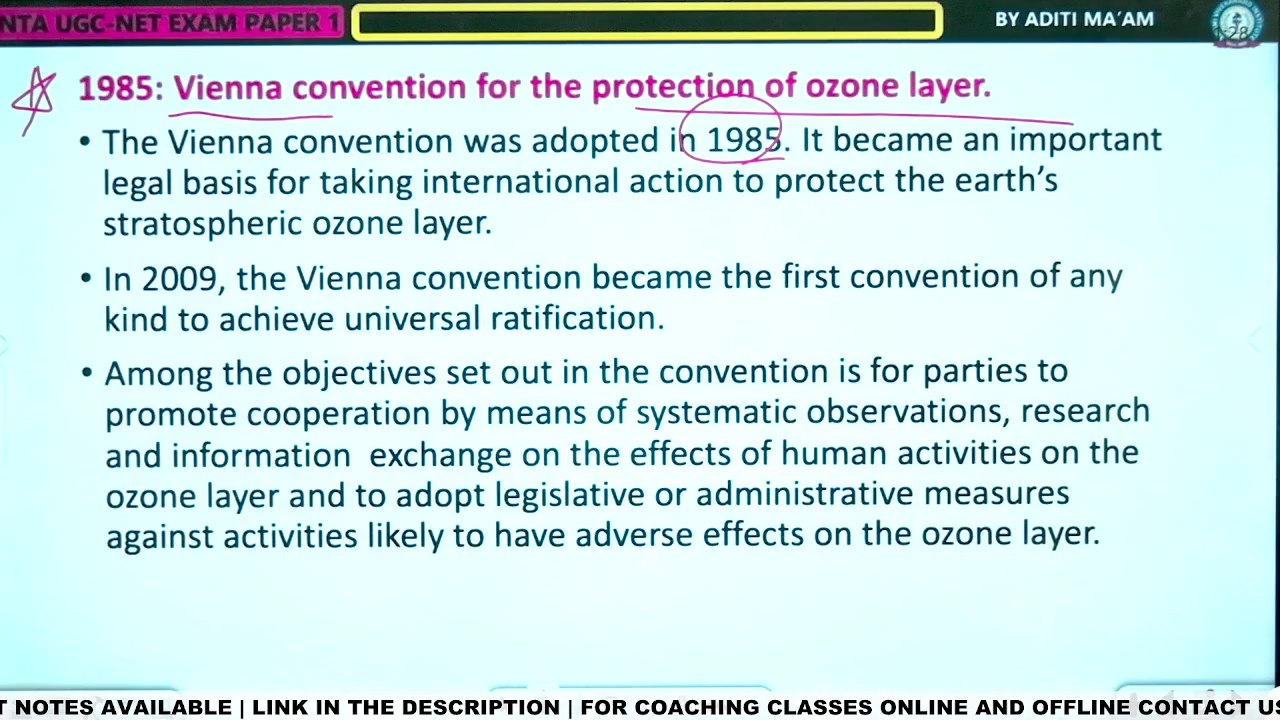 NTA UGC-NET EXAM PAPER 1
BY ADITI MA'AM
28
1985: Vienna convention for the protection of ozone layer.
• The Vienna convention was adopted in 1985. It became an important
legal basis for taking international action to protect the earth's
stratospheric ozone layer.
• In 2009, the Vienna convention became the first convention of any
kind to achieve universal ratification.
• Among the objectives set out in the convention is for parties to
promote cooperation by means of systematic observations, research
and information exchange on the effects of human activities on the
ozone layer and to adopt legislative or administrative measures
against activities likely to have adverse effects on the ozone layer.
T NOTES AVAILABLE | LINK IN THE DESCRIPTION | FOR COACHING CLASSES ONLINE AND OFFLINE CONTACT US